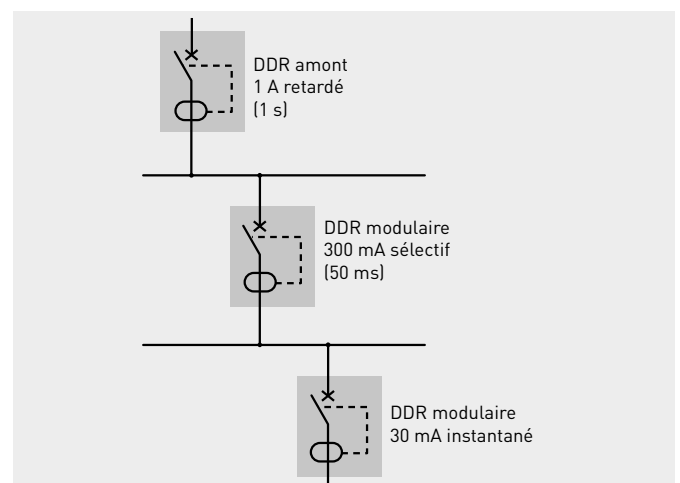 DDR amont
1 A retardé
(1 s)
DDR modulaire
300 mA sélectif
(50 ms)
DDR modulaire
30 mA instantané